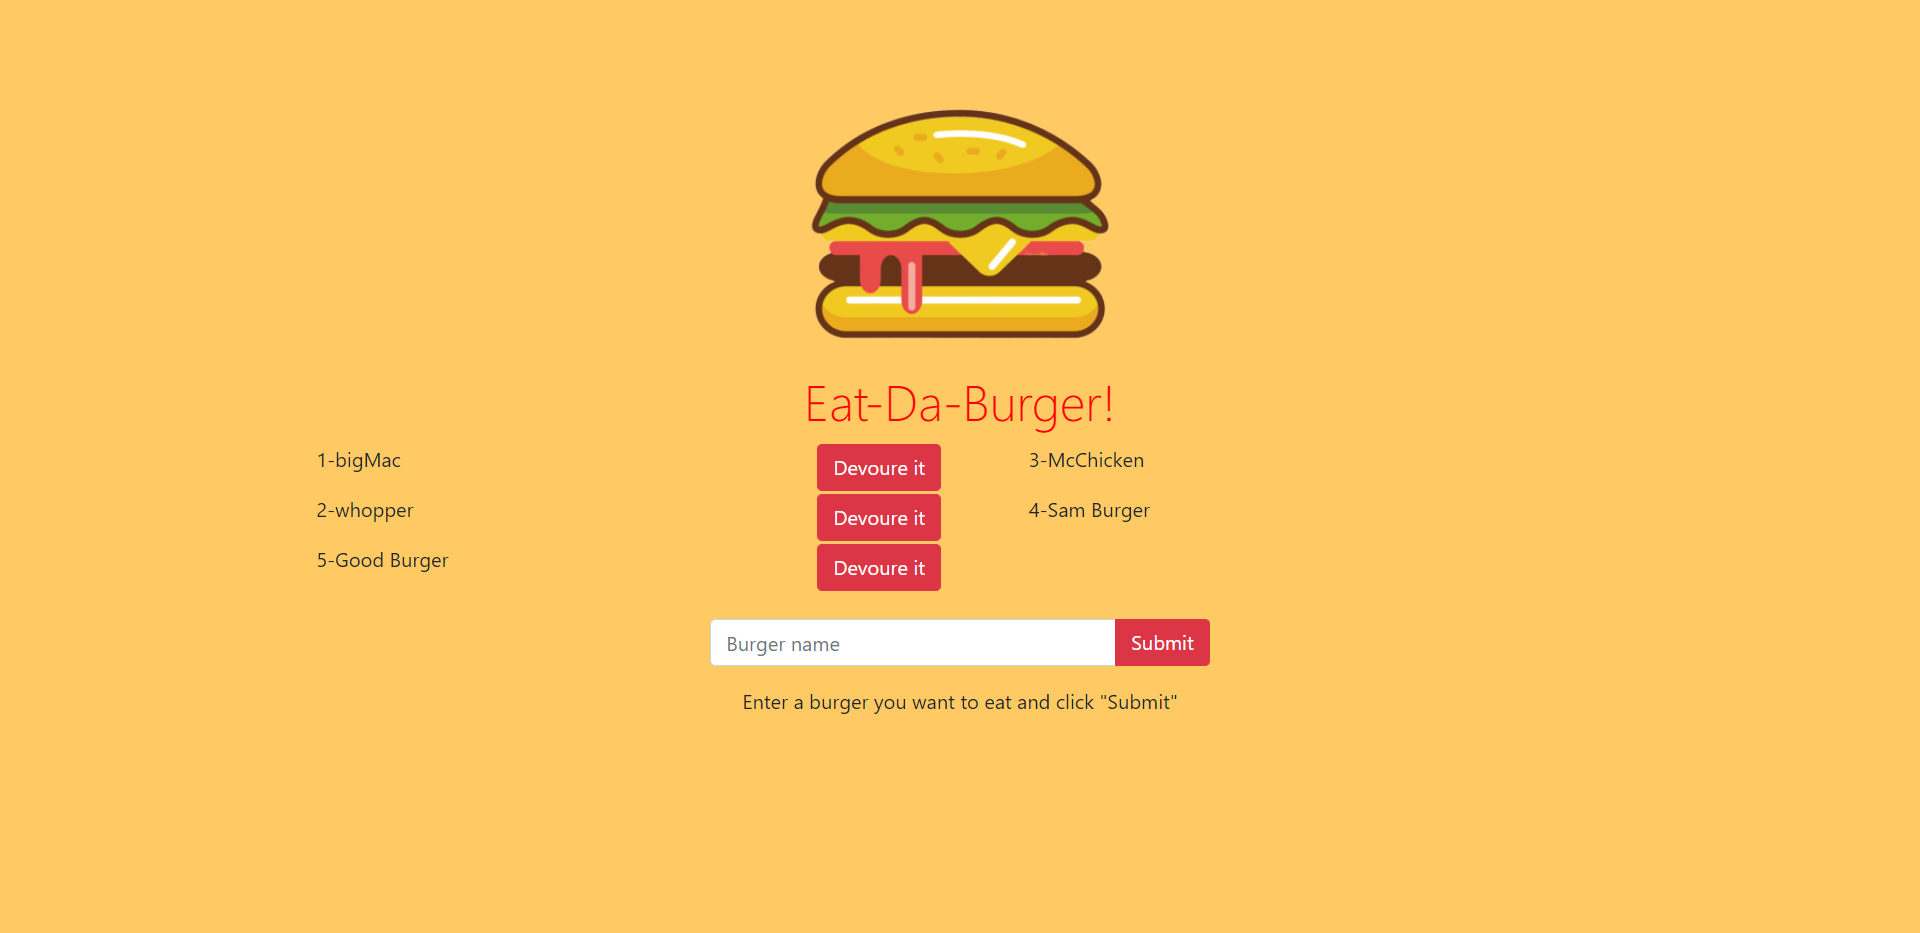 Eat-Da-Burger!
1-bigMac Devoure it 3-McChicken
2-whopper Devoure it 4-Sam Burger
5-Good Burger Devoure it
Burger name Submit
Enter a burger you want to eat and click "Submit"